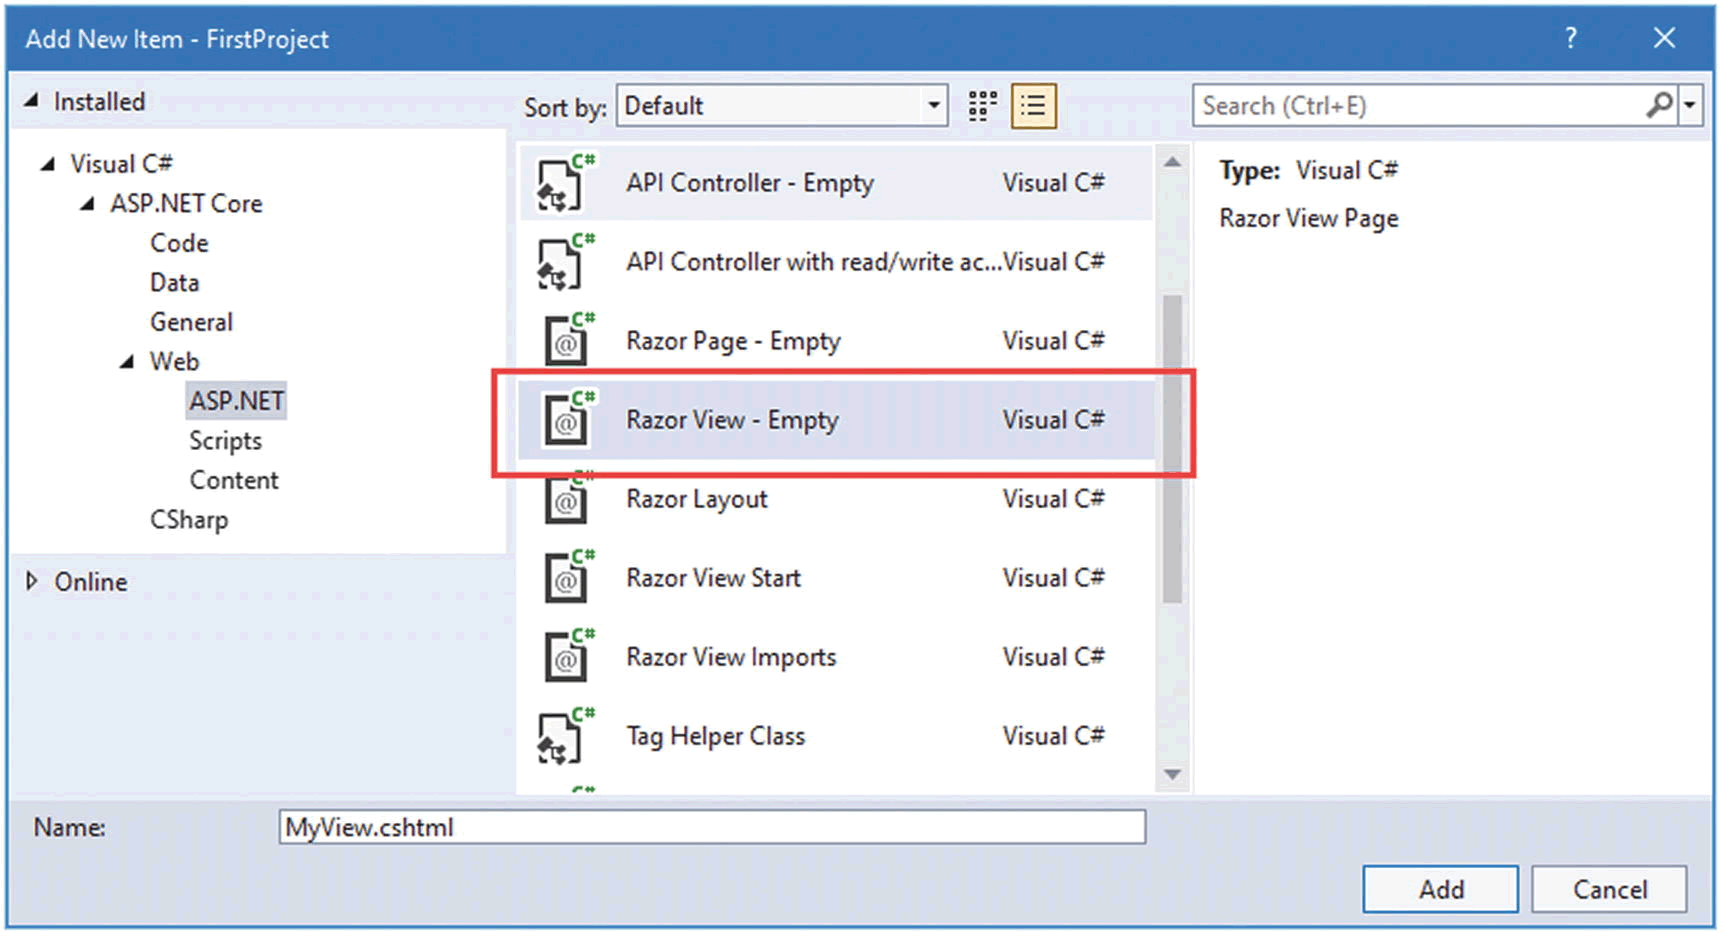 Add New Item - FirstProject
?
Installed
Sort by: Default
Search (Ctrl+E)
Visual C#
ASP.NET Core
Code
Data
General
Web
ASP.NET
Scripts
Content
CSharp
Online
C# API Controller - Empty Visual C#
C# API Controller with read/write ac... Visual C#
C# @ Razor Page - Empty Visual C#
C# @ Razor View - Empty Visual C#
C# @ Razor Layout Visual C#
C# @ Razor View Start Visual C#
C# @ Razor View Imports Visual C#
C# Tag Helper Class Visual C#
C#
Type: Visual C#
Razor View Page
Name: MyView.cshtml
Add Cancel